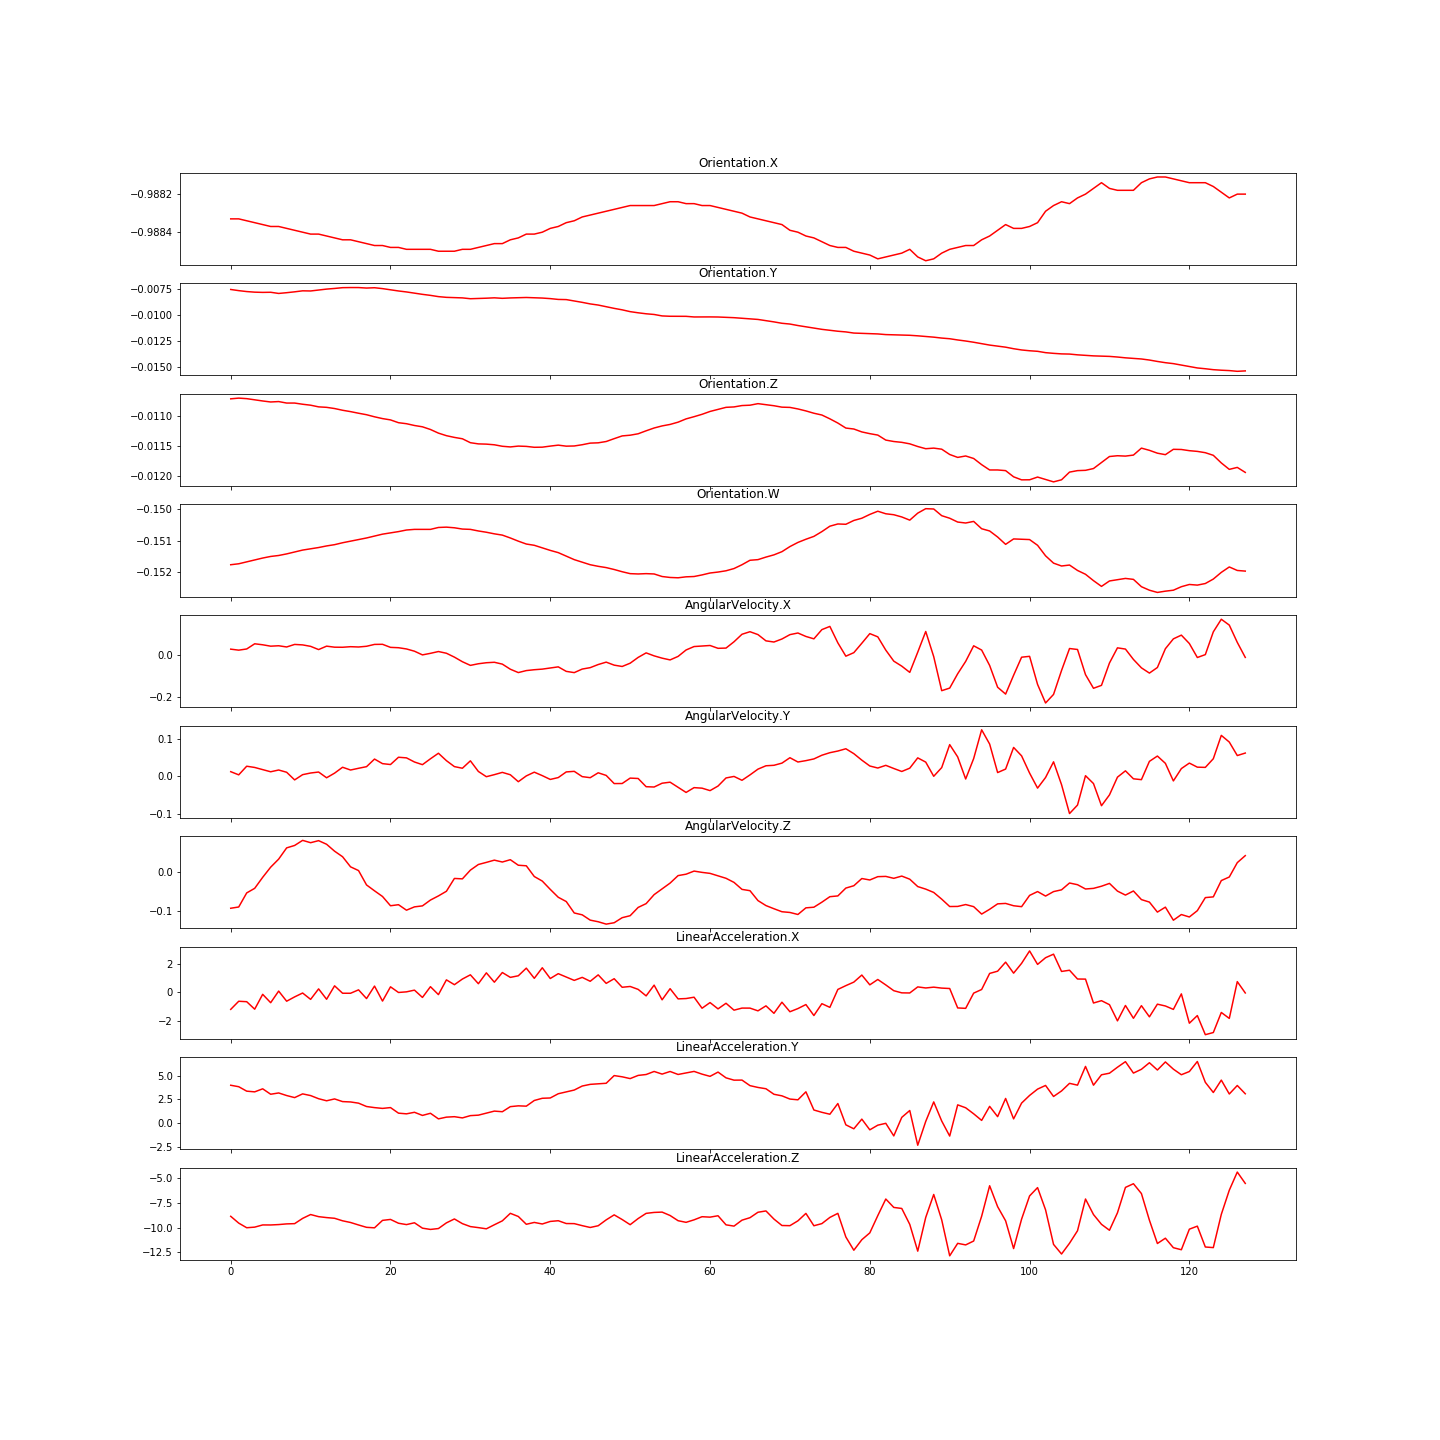 Orientation.X
−0.9882
−0.9884
Orientation.Y
−0.0075
−0.0100
−0.0125
−0.0150
Orientation.Z
−0.0110
−0.0115
−0.0120
Orientation.W
−0.150
−0.151
−0.152
AngularVelocity.X
0.0
−0.2
AngularVelocity.Y
0.1
0.0
−0.1
AngularVelocity.Z
0.0
−0.1
LinearAcceleration.X
2
0
−2
LinearAcceleration.Y
5.0
2.5
0.0
−2.5
LinearAcceleration.Z
−5.0
−7.5
−10.0
−12.5
0 20 40 60 80 100 120